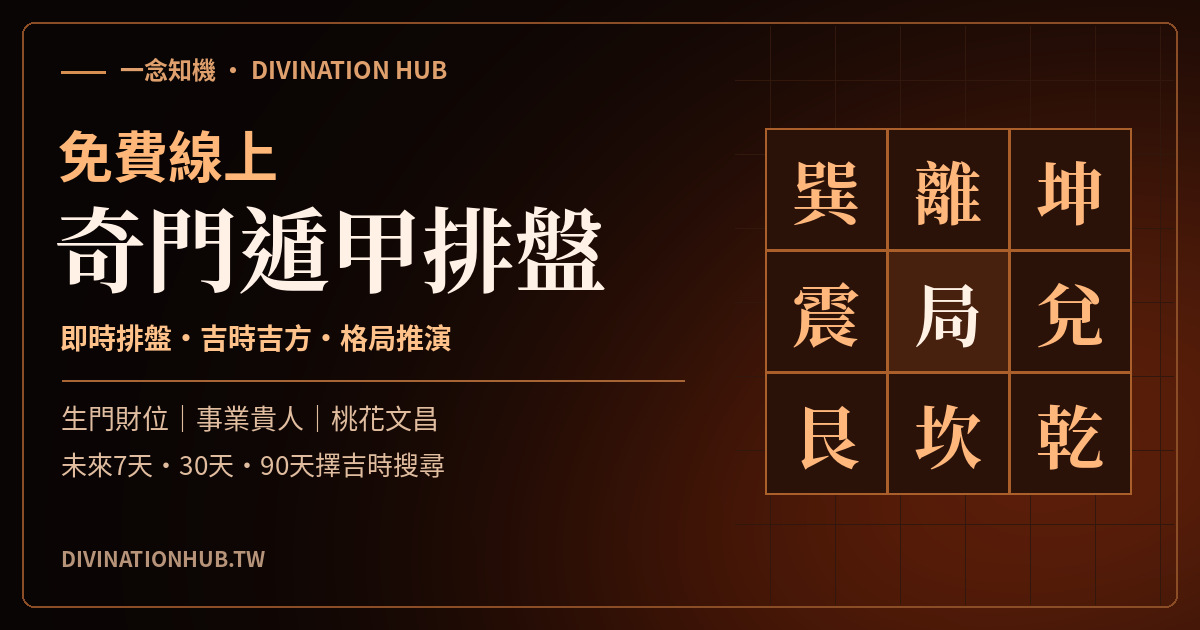 一念知機 • DIVINATION HUB
免費線上
奇門遁甲排盤
即時排盤・吉時吉方・格局推演
生門財位｜事業貴人｜桃花文昌
未來7天・30天・90天擇吉時搜尋
DIVINATIONHUB.TW
巽 離 坤
震 局 兌
艮 坎 乾